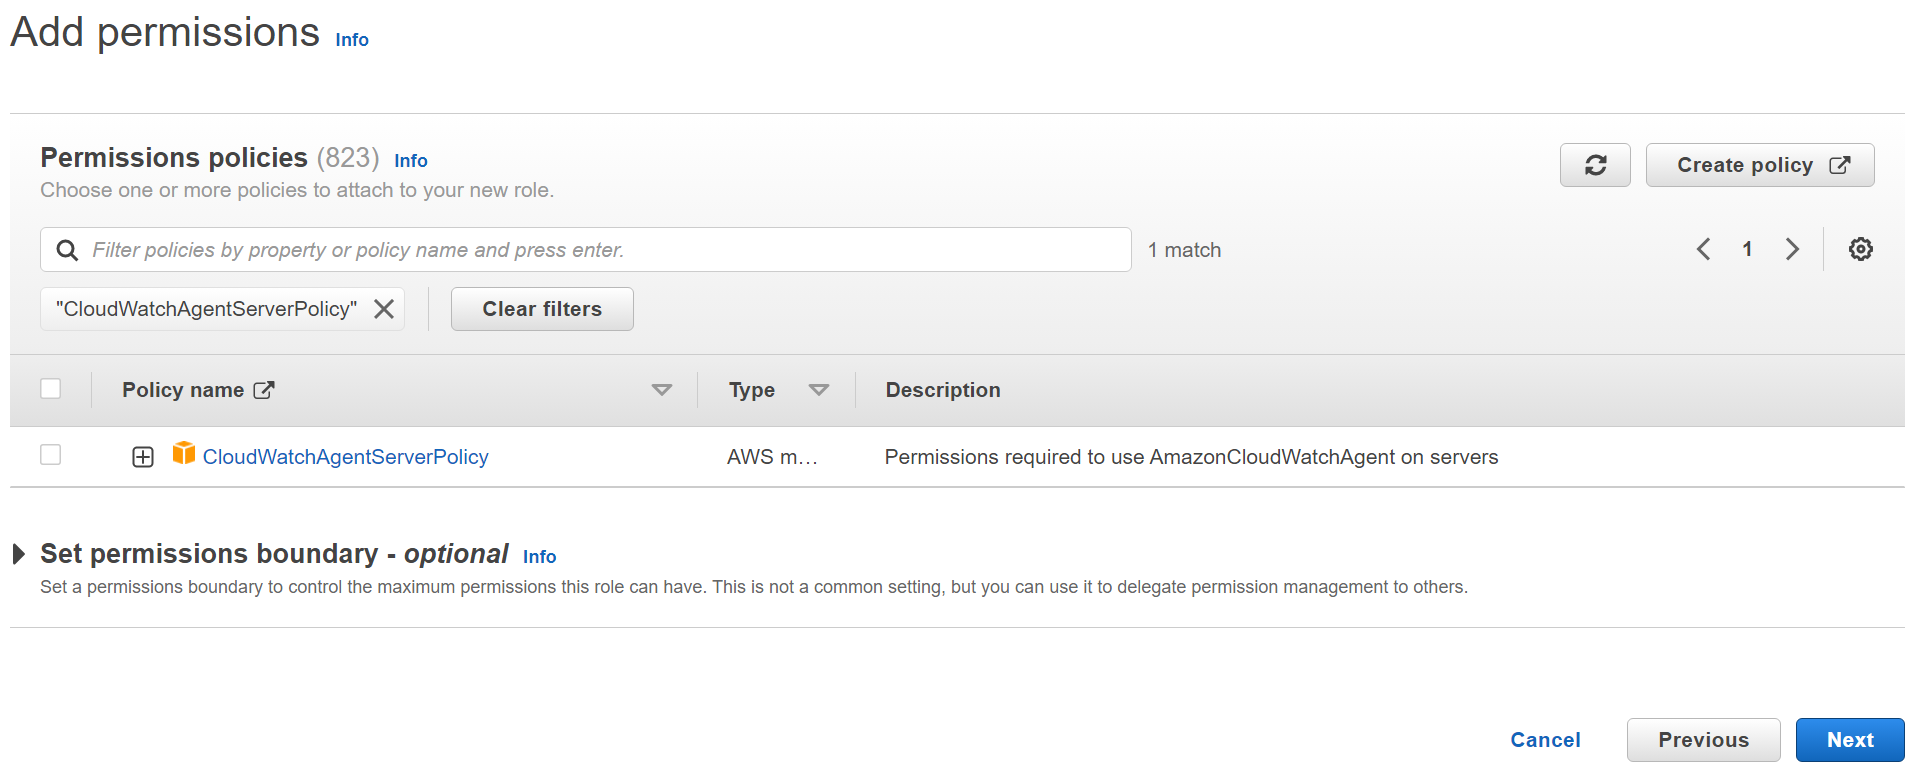 Add permissions Info
Permissions policies (823) Info
Choose one or more policies to attach to your new role.
Create policy
Filter policies by property or policy name and press enter.
1 match
1
"CloudWatchAgentServerPolicy"
Clear filters
Policy name Type Description
CloudWatchAgentServerPolicy AWS m... Permissions required to use AmazonCloudWatchAgent on servers
Set permissions boundary - optional Info
Set a permissions boundary to control the maximum permissions this role can have. This is not a common setting, but you can use it to delegate permission management to others.
Cancel Previous Next